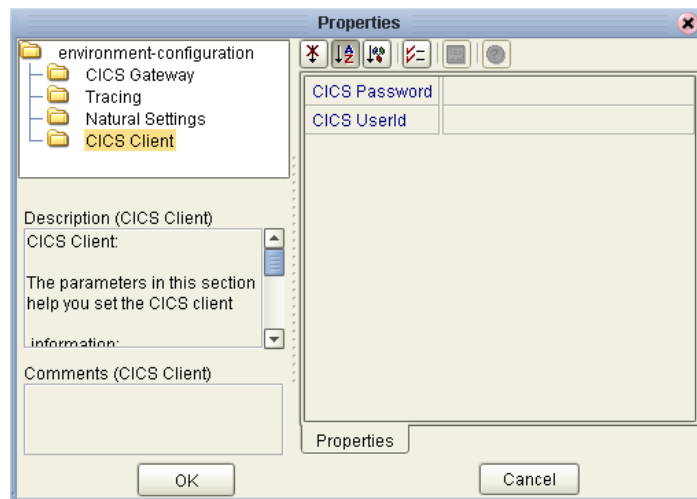 Properties
environment-configuration
CICS Gateway
Tracing
Natural Settings
CICS Client
Description (CICS Client)
CICS Client:
The parameters in this section
help you set the CICS client
information:
Comments (CICS Client)
CICS Password
CICS UserId
Properties
OK
Cancel